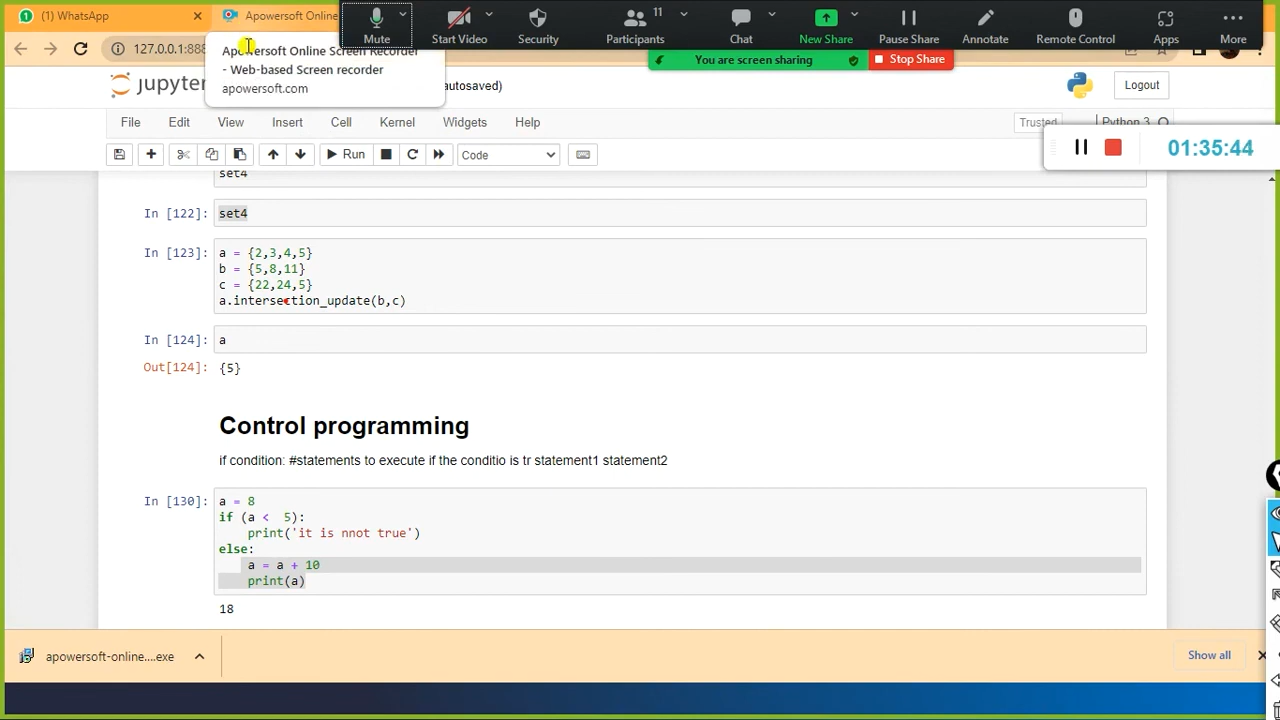 (1) WhatsApp
Apowersoft Online
Mute
Start Video
Security
Participants
11
Chat
New Share
Pause Share
Annotate
Remote Control
Apps
More
127.0.0.1:888
Apowersoft Online Screen Recorder
- Web-based Screen recorder
apowersoft.com
You are screen sharing
Stop Share
jupyter
autosaved)
Logout
File
Edit
View
Insert
Cell
Kernel
Widgets
Help
Trusted
Python 3
Run
Code
01:35:44
set4
In [122]:
set4
In [123]:
a = {2,3,4,5}
b = {5,8,11}
c = {22,24,5}
a.intersection_update(b,c)
In [124]:
a
Out[124]:
{5}
Control programming
if condition: #statements to execute if the conditio is tr statement1 statement2
In [130]:
a = 8
if (a <  5):
    print('it is nnot true')
else:
    a = a + 10
    print(a)
18
apowersoft-online....exe
Show all